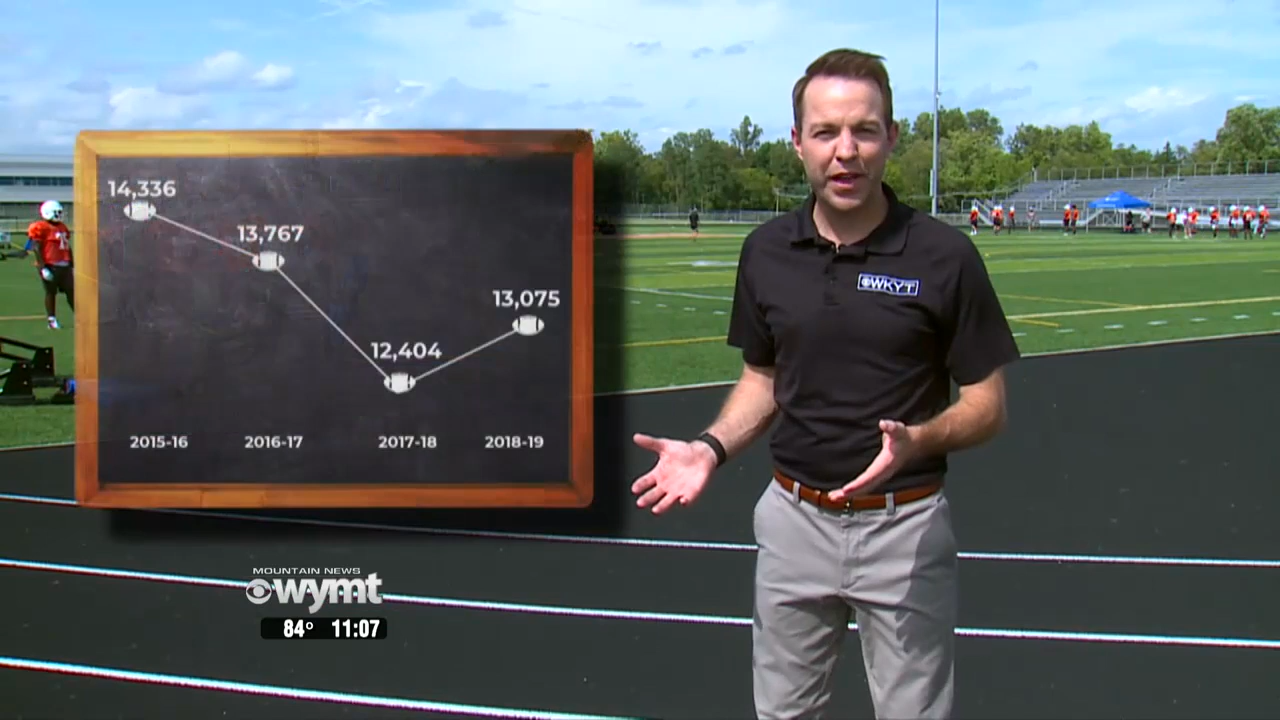 14,336
13,767
13,075
12,404
2015-16 2016-17 2017-18 2018-19
WKYT
MOUNTAIN NEWS
wymt
84° 11:07